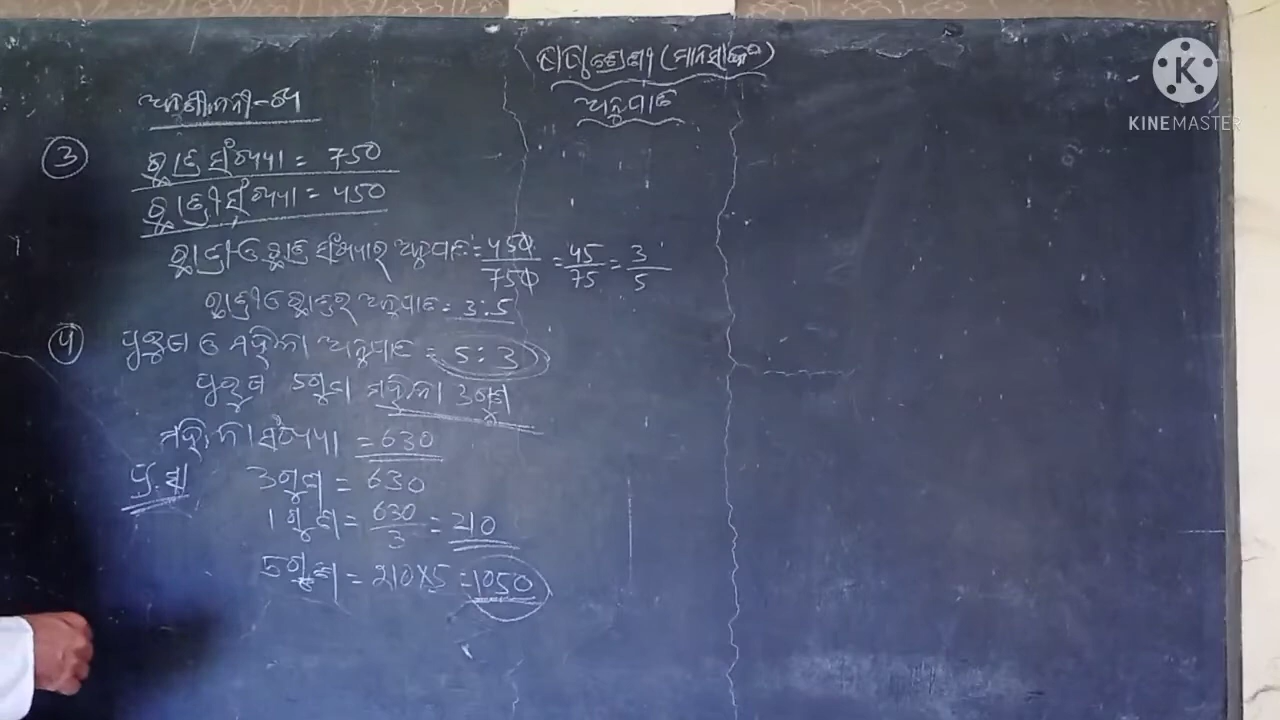 ଷଷ୍ଠ ଶ୍ରେଣୀ (ମାନସାଙ୍କ)
ଅନୁପାତ
KINEMASTER
ଅନୁଶୀଳନୀ-
3 ଛାତ୍ର ସଂଖ୍ୟା = 750
ଛାତ୍ରୀ ସଂଖ୍ୟା = 450
ଛାତ୍ରୀ ଓ ଛାତ୍ର ସଂଖ୍ୟାର ଅନୁପାତ = 450/750 = 45/75 = 3/5
ଛାତ୍ରୀ ଓ ଛାତ୍ରର ଅନୁପାତ = 3:5
4 ପୁରୁଷ ଓ ମହିଳା ଅନୁପାତ = 5:3
ପୁରୁଷ 5ଗୁଣ ମହିଳା 3ଗୁଣ
ମହିଳା ସଂଖ୍ୟା = 630
ପୁ.ସ 3ଗୁଣ = 630
1ଗୁଣ = 630/3 = 210
5ଗୁଣ = 210×5 = 1050